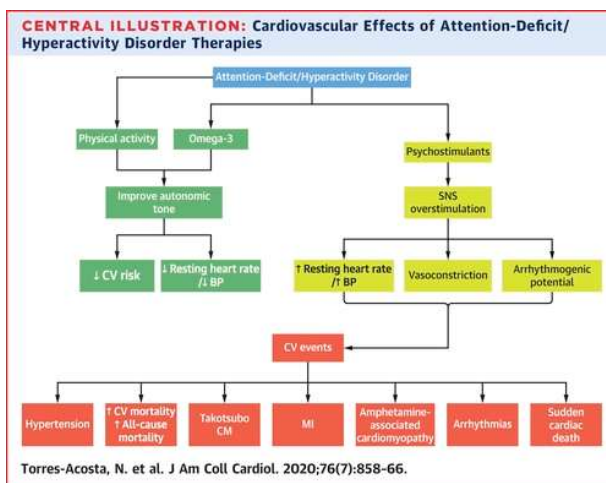 CENTRAL ILLUSTRATION: Cardiovascular Effects of Attention-Deficit/
Hyperactivity Disorder Therapies
Attention-Deficit/Hyperactivity Disorder
Physical activity
Omega-3
Psychostimulants
Improve autonomic
tone
SNS
overstimulation
↓ CV risk
↓ Resting heart rate
/↓ BP
↑ Resting heart rate
/↑ BP
Vasoconstriction
Arrhythmogenic
potential
CV events
Hypertension
↑ CV mortality
↑ All-cause
mortality
Takotsubo
CM
MI
Amphetamine-
associated
cardiomyopathy
Arrhythmias
Sudden
cardiac
death
Torres-Acosta, N. et al. J Am Coll Cardiol. 2020;76(7):858-66.